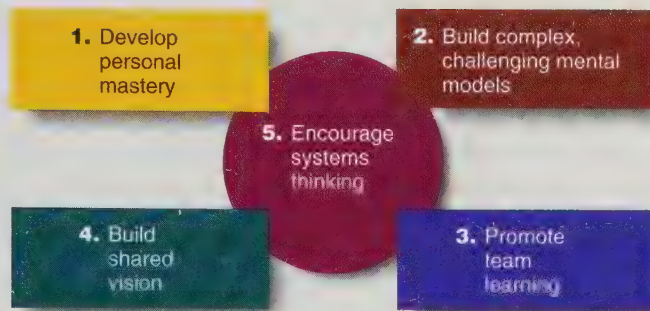 1. Develop
personal
mastery
2. Build complex,
challenging mental
models
5. Encourage
systems
thinking
4. Build
shared
vision
3. Promote
team
learning